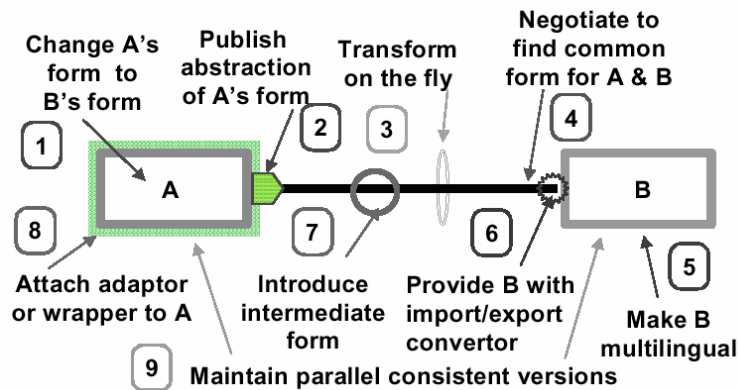 Change A's
form to
B's form
1
Publish
abstraction
of A's form
2
Transform
on the fly
3
Negotiate to
find common
form for A & B
4
A
B
8
Attach adaptor
or wrapper to A
7
Introduce
intermediate
form
6
Provide B with
import/export
convertor
5
Make B
multilingual
9
Maintain parallel consistent versions